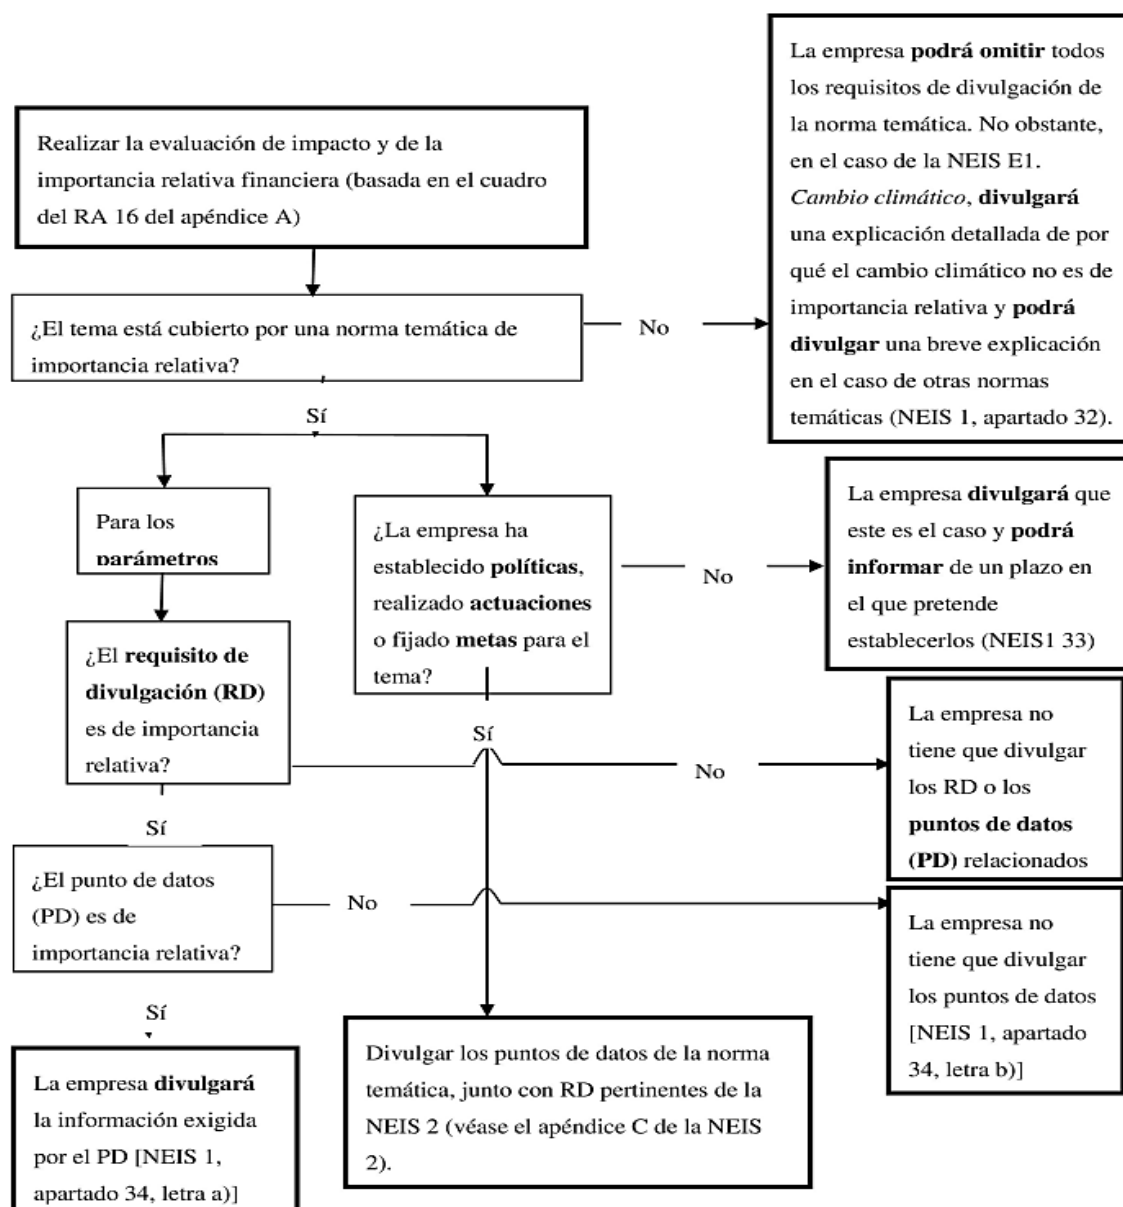 Realizar la evaluación de impacto y de la
importancia relativa financiera (basada en el cuadro
del RA 16 del apéndice A)
La empresa podrá omitir todos
los requisitos de divulgación de
la norma temática. No obstante,
en el caso de la NEIS E1.
Cambio climático, divulgará
una explicación detallada de por
qué el cambio climático no es de
importancia relativa y podrá
divulgar una breve explicación
en el caso de otras normas
temáticas (NEIS 1, apartado 32).
¿El tema está cubierto por una norma temática de
importancia relativa?
No
Sí
Para los
parámetros
¿La empresa ha
establecido políticas,
realizado actuaciones
o fijado metas para el
tema?
No
La empresa divulgará que
este es el caso y podrá
informar de un plazo en
el que pretende
establecerlos (NEIS1 33)
¿El requisito de
divulgación (RD)
es de importancia
relativa?
Sí
No
La empresa no
tiene que divulgar
los RD o los
puntos de datos
(PD) relacionados
Sí
¿El punto de datos
(PD) es de
importancia relativa?
No
La empresa no
tiene que divulgar
los puntos de datos
[NEIS 1, apartado
34, letra b)]
Sí
La empresa divulgará
la información exigida
por el PD [NEIS 1,
apartado 34, letra a)]
Divulgar los puntos de datos de la norma
temática, junto con RD pertinentes de la
NEIS 2 (véase el apéndice C de la NEIS
2).